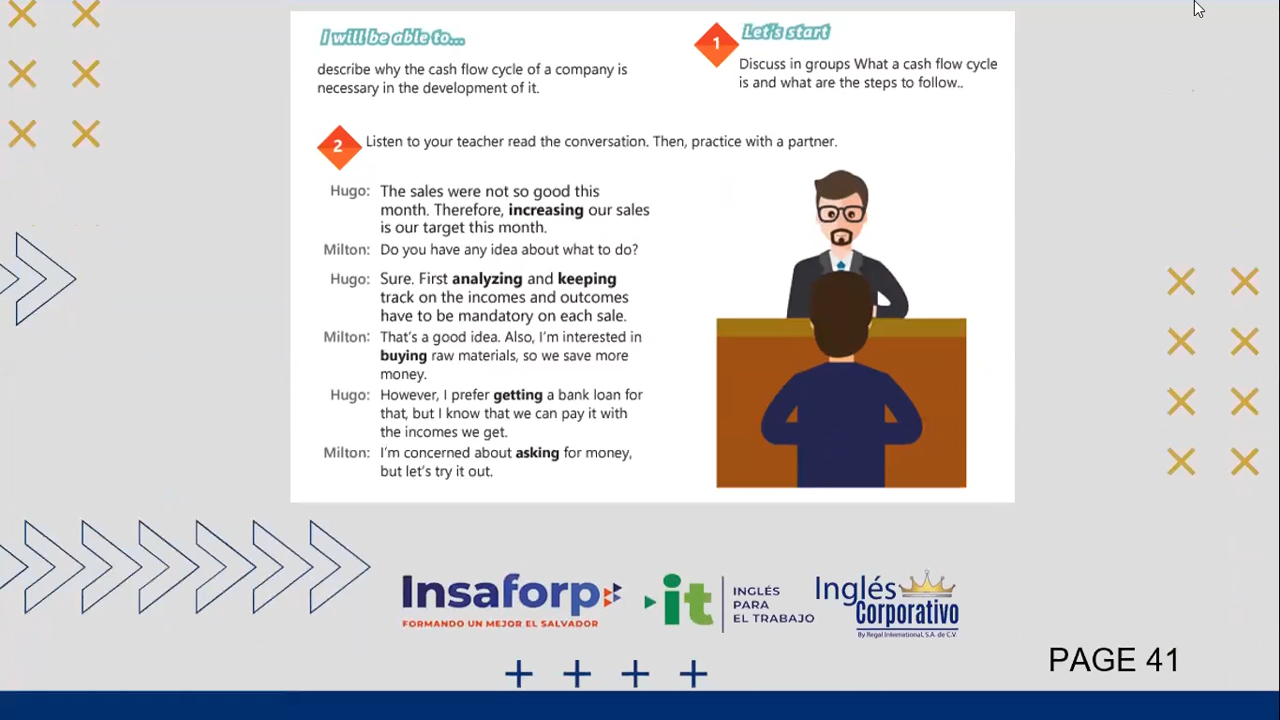 I will be able to...
describe why the cash flow cycle of a company is
necessary in the development of it.
1
Let's start
Discuss in groups What a cash flow cycle
is and what are the steps to follow..
2
Listen to your teacher read the conversation. Then, practice with a partner.
Hugo: The sales were not so good this
month. Therefore, increasing our sales
is our target this month.
Milton: Do you have any idea about what to do?
Hugo: Sure. First analyzing and keeping
track on the incomes and outcomes
have to be mandatory on each sale.
Milton: That's a good idea. Also, I'm interested in
buying raw materials, so we save more
money.
Hugo: However, I prefer getting a bank loan for
that, but I know that we can pay it with
the incomes we get.
Milton: I'm concerned about asking for money,
but let's try it out.
Insaforp
FORMANDO UN MEJOR EL SALVADOR
it
INGLÉS
PARA
EL TRABAJO
Inglés
Corporativo
By Regal International, S.A. de C.V.
PAGE 41